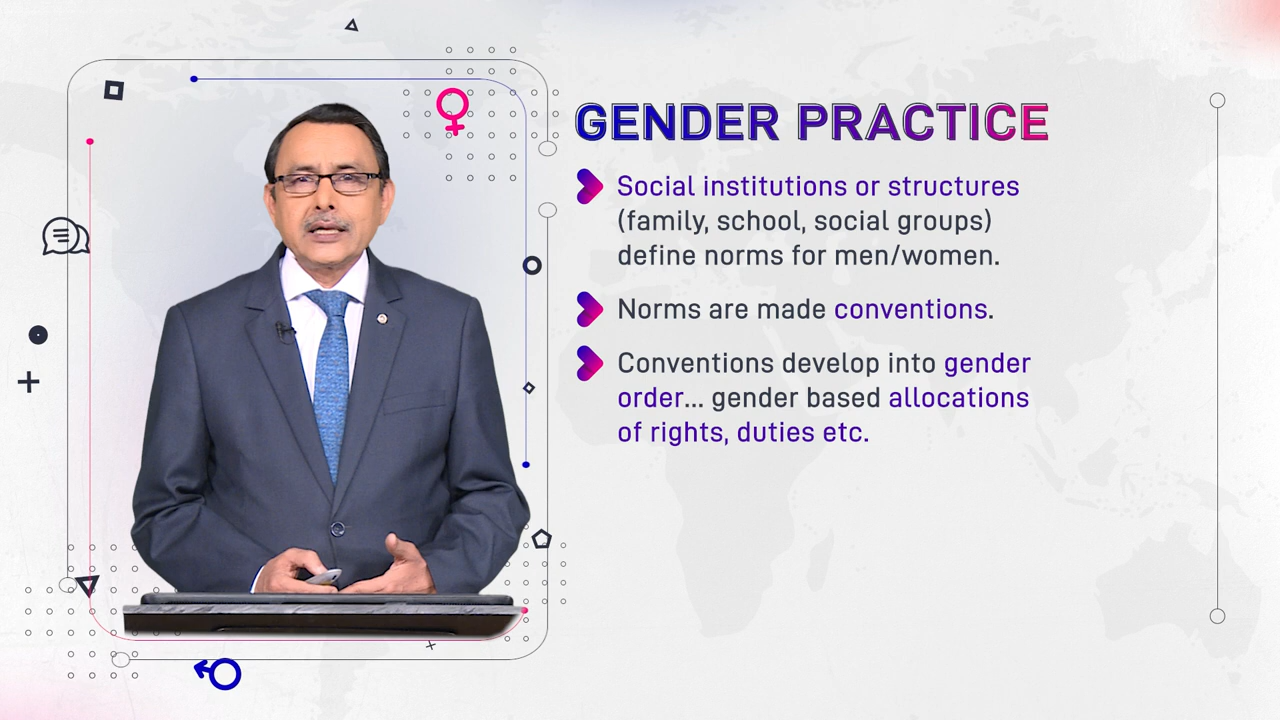 GENDER PRACTICE
Social institutions or structures
(family, school, social groups)
define norms for men/women.
Norms are made conventions.
Conventions develop into gender
order... gender based allocations
of rights, duties etc.